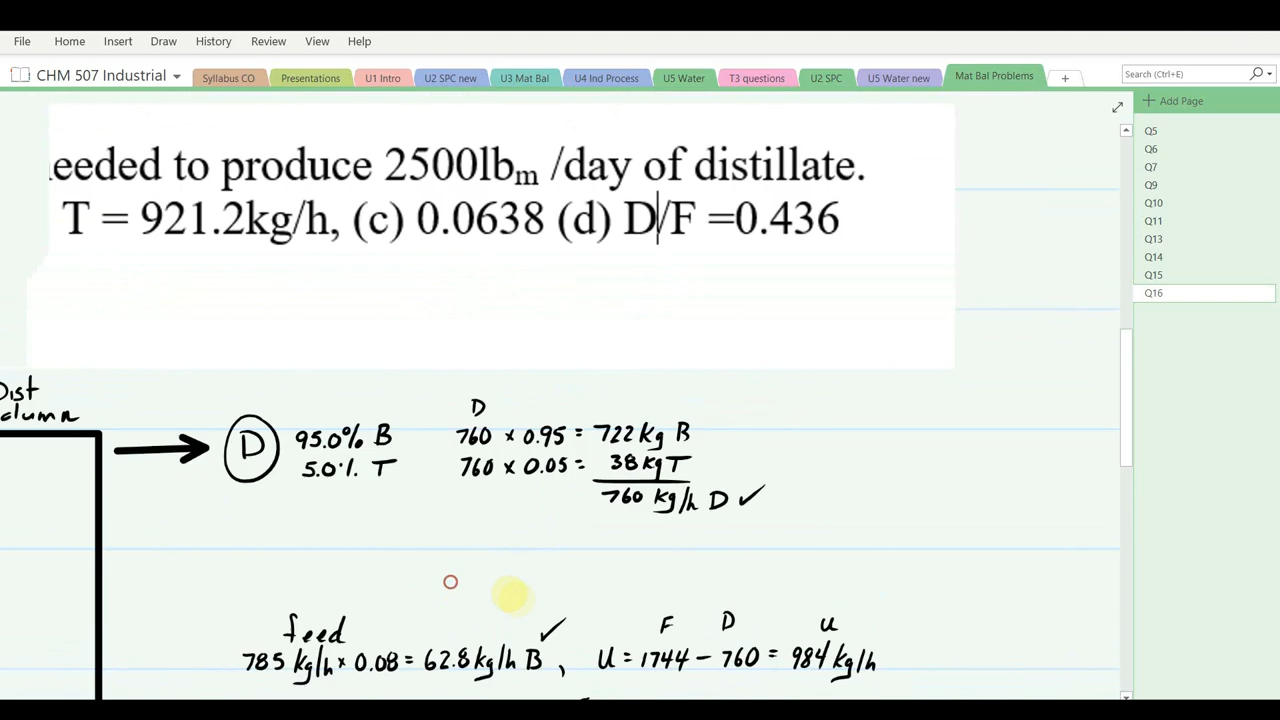 File Home Insert Draw History Review View Help
CHM 507 Industrial
Syllabus CO Presentations U1 Intro U2 SPC new U3 Mat Bal U4 Ind Process U5 Water T3 questions U2 SPC U5 Water new Mat Bal Problems +
Search (Ctrl+E)
Add Page
Q5
Q6
Q7
Q9
Q10
Q11
Q13
Q14
Q15
Q16
eeded to produce 2500lbm /day of distillate.
T = 921.2kg/h, (c) 0.0638 (d) D/F =0.436
Dist
olumn
D 95.0% B
5.0%. T
D
760 x 0.95 = 722 kg B
760 x 0.05 = 38 kg T
760 kg/h D ✓
feed
785 kg/h x 0.08 = 62.8 kg/h B ✓ ,
F D u
U = 1744 - 760 = 984 kg/h